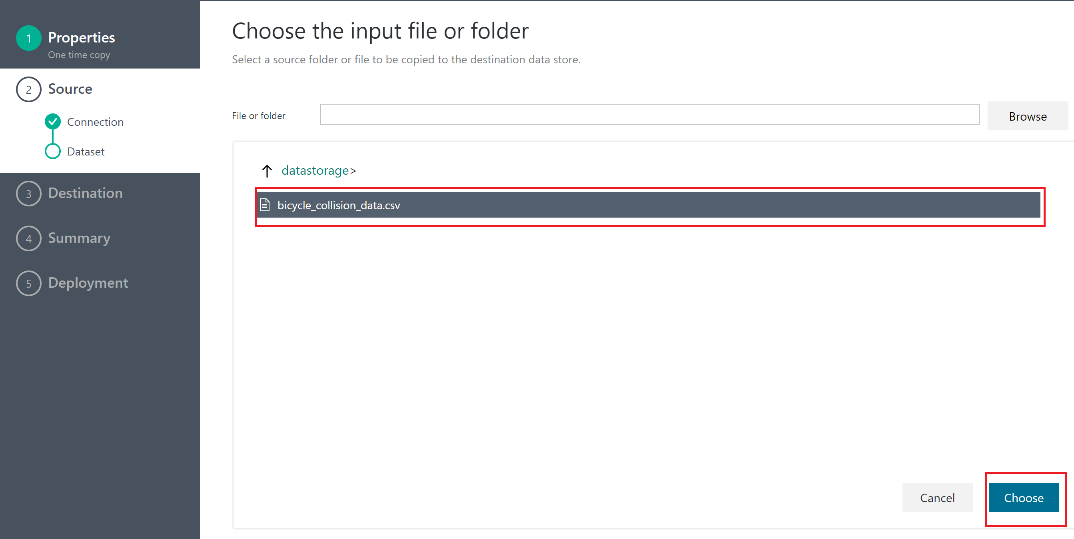 1 Properties
One time copy
2 Source
Connection
Dataset
3 Destination
4 Summary
5 Deployment
Choose the input file or folder
Select a source folder or file to be copied to the destination data store.
File or folder
Browse
datastorage>
bicycle_collision_data.csv
Cancel
Choose